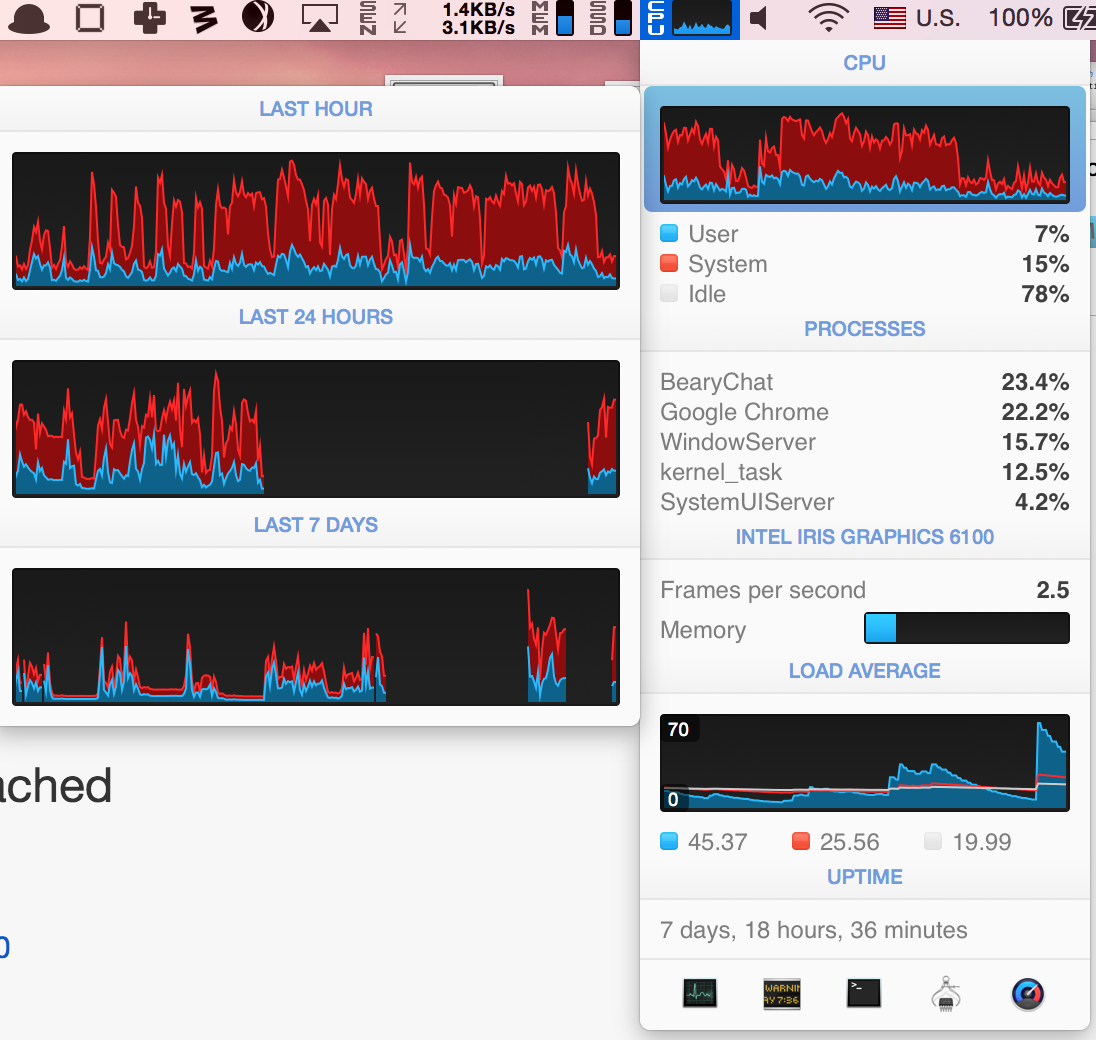 SEN
1.4KB/s
3.1KB/s
MEM
SSD
CPU
U.S.
100%
LAST HOUR
LAST 24 HOURS
LAST 7 DAYS
ached
0
CPU
User 7%
System 15%
Idle 78%
PROCESSES
BearyChat 23.4%
Google Chrome 22.2%
WindowServer 15.7%
kernel_task 12.5%
SystemUIServer 4.2%
INTEL IRIS GRAPHICS 6100
Frames per second 2.5
Memory
LOAD AVERAGE
70
0
45.37 25.56 19.99
UPTIME
7 days, 18 hours, 36 minutes
WARNIN
AY 7:36
>_